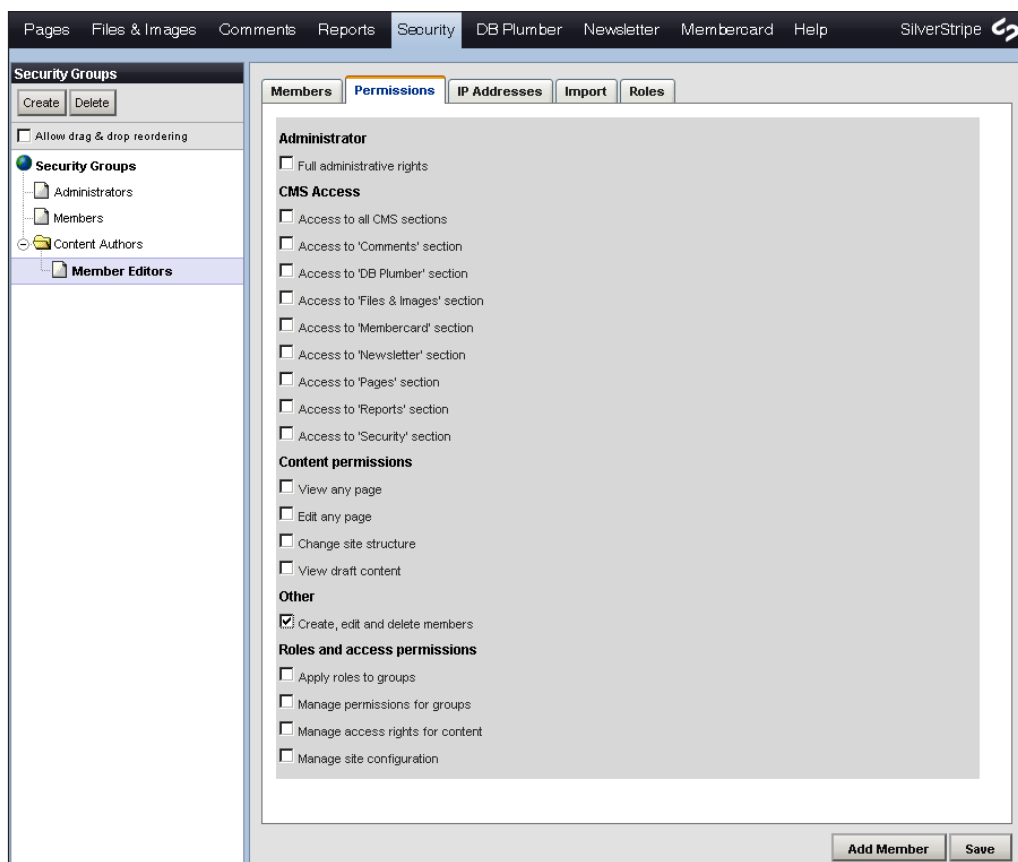 Pages Files & Images Comments Reports Security DB Plumber Newsletter Membercard Help SilverStripe
Security Groups
Create Delete
Allow drag & drop reordering
Security Groups
Administrators
Members
Content Authors
Member Editors
Members Permissions IP Addresses Import Roles
Administrator
Full administrative rights
CMS Access
Access to all CMS sections
Access to 'Comments' section
Access to 'DB Plumber' section
Access to 'Files & Images' section
Access to 'Membercard' section
Access to 'Newsletter' section
Access to 'Pages' section
Access to 'Reports' section
Access to 'Security' section
Content permissions
View any page
Edit any page
Change site structure
View draft content
Other
Create, edit and delete members
Roles and access permissions
Apply roles to groups
Manage permissions for groups
Manage access rights for content
Manage site configuration
Add Member Save